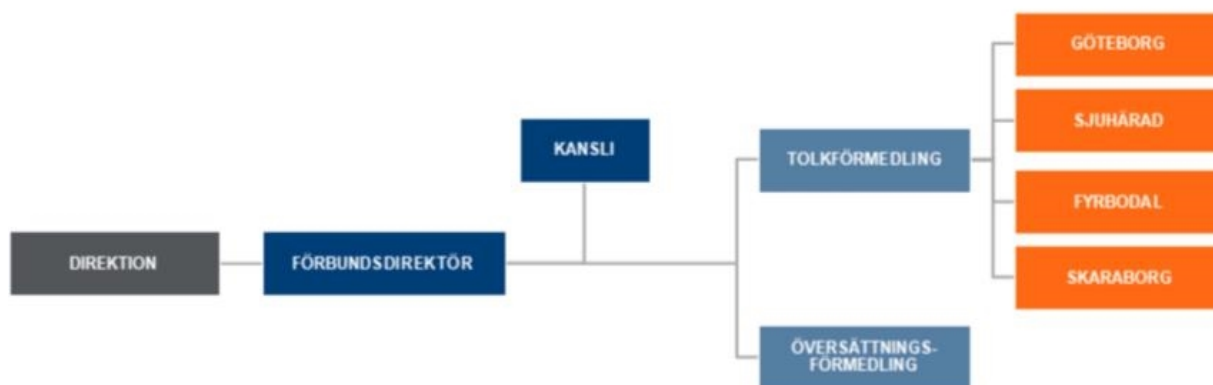 GÖTEBORG
SJUHÄRAD
KANSLI
TOLKFÖRMEDLING
FYRBODAL
DIREKTION
FÖRBUNDSDIREKTÖR
SKARABORG
ÖVERSÄTTNINGS-
FÖRMEDLING